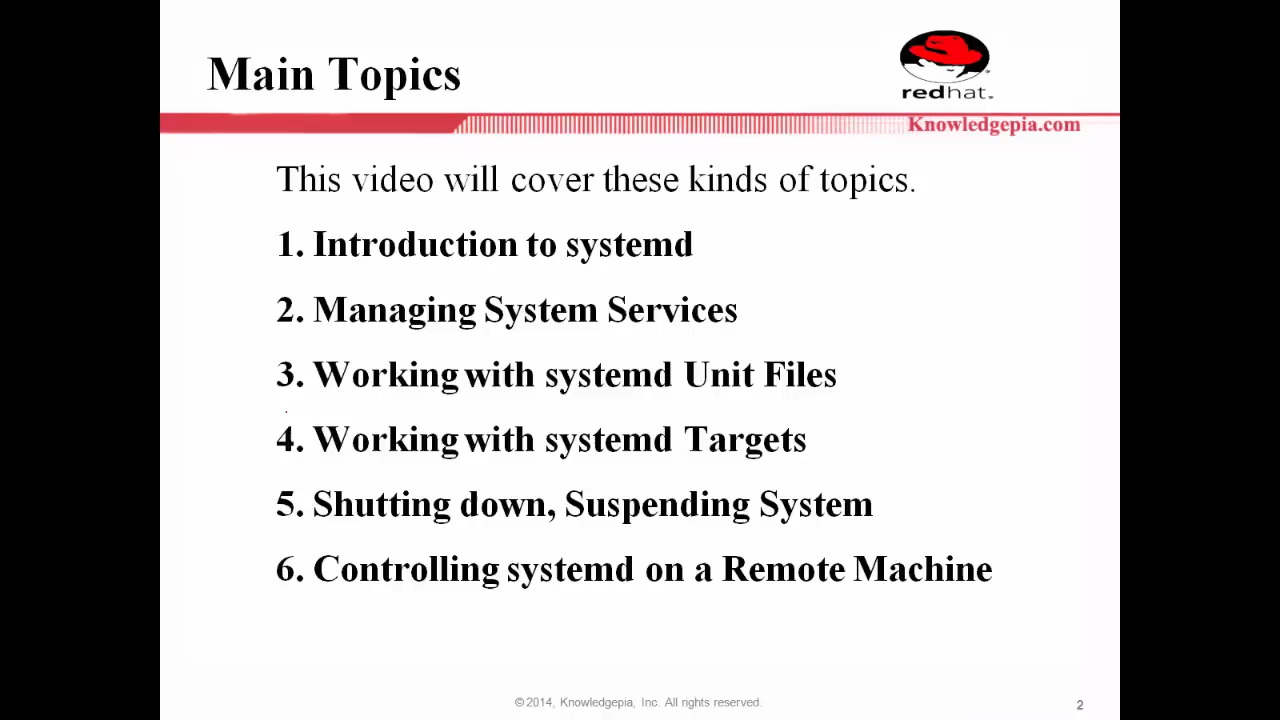 Main Topics
redhat.
Knowledgepia.com
This video will cover these kinds of topics.
1. Introduction to systemd
2. Managing System Services
3. Working with systemd Unit Files
4. Working with systemd Targets
5. Shutting down, Suspending System
6. Controlling systemd on a Remote Machine
© 2014, Knowledgepia, Inc. All rights reserved.
2